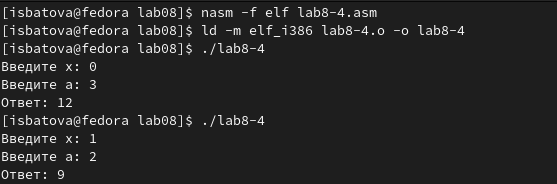 [isbatova@fedora lab08]$ nasm -f elf lab8-4.asm
[isbatova@fedora lab08]$ ld -m elf_i386 lab8-4.o -o lab8-4
[isbatova@fedora lab08]$ ./lab8-4
Введите x: 0
Введите a: 3
Ответ: 12
[isbatova@fedora lab08]$ ./lab8-4
Введите x: 1
Введите a: 2
Ответ: 9